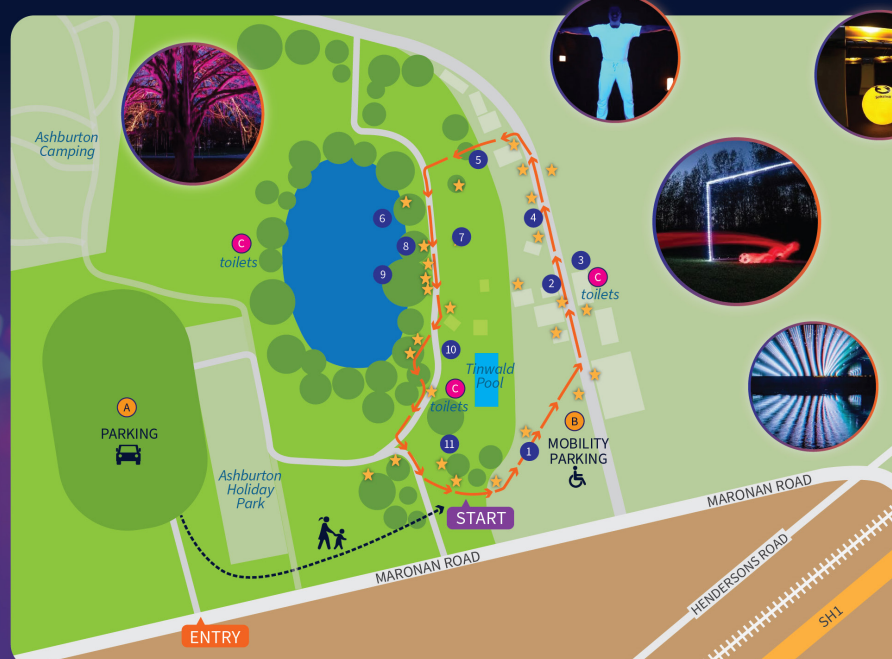 Ashburton
Camping
5
6
4
7
C
toilets
8
3
9
2
C
toilets
10
Tinwald
Pool
C
toilets
A
PARKING
B
MOBILITY
PARKING
11
1
Ashburton
Holiday
Park
START
MARONAN ROAD
MARONAN ROAD
HENDERSONS ROAD
SH1
ENTRY